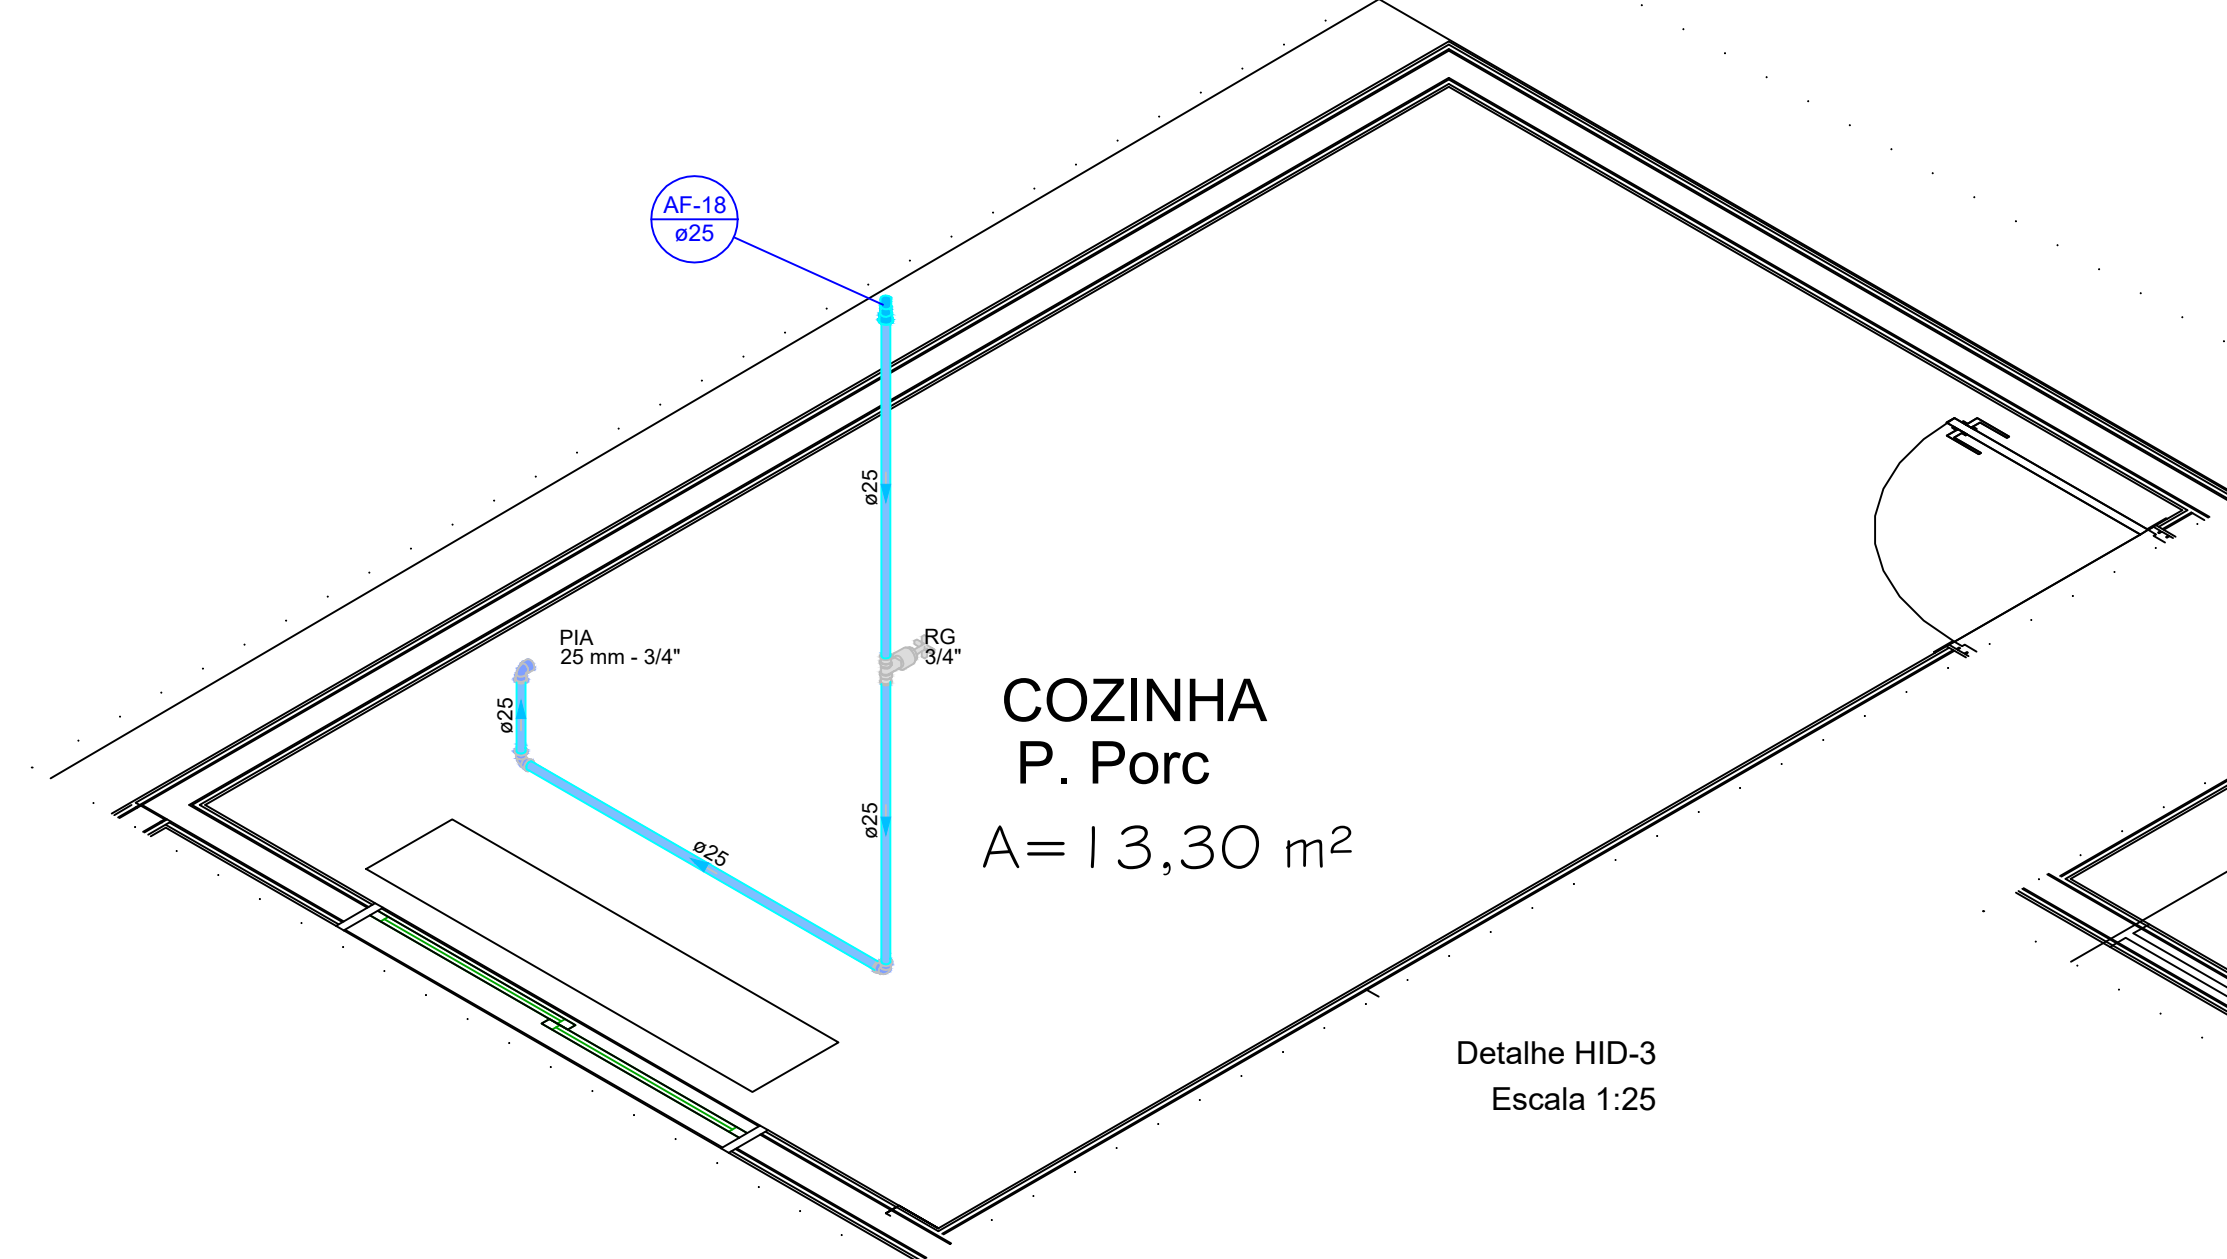 AF-18
ø25
ø25
PIA
25 mm - 3/4"
RG
3/4"
ø25
COZINHA
P. Porc
ø25
ø25
A=13,30 m²
Detalhe HID-3
Escala 1:25